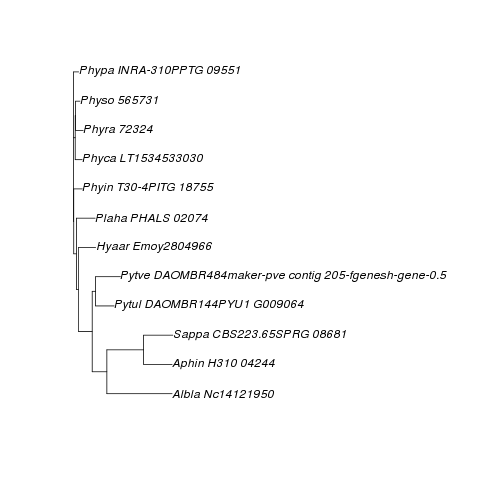 Phypa INRA-310PPTG 09551
Physo 565731
Phyra 72324
Phyca LT1534533030
Phyin T30-4PITG 18755
Plaha PHALS 02074
Hyaar Emoy2804966
Pytve DAOMBR484maker-pve contig 205-fgenesh-gene-0.5
Pytul DAOMBR144PYU1 G009064
Sappa CBS223.65SPRG 08681
Aphin H310 04244
Albla Nc14121950